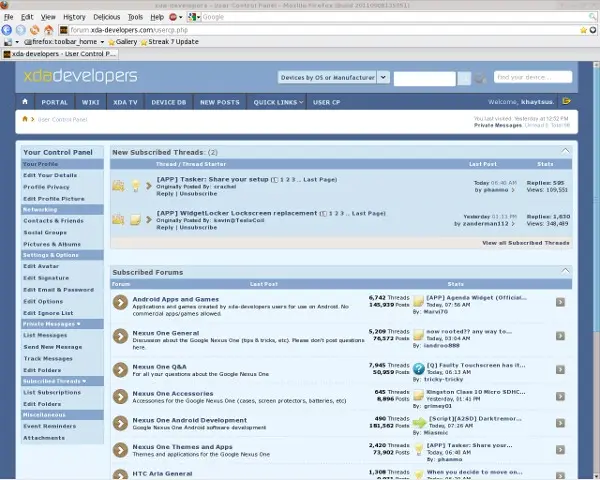 xda-developers - User Control Panel - Mozilla Firefox
File Edit View History Delicious Tools Help
Google
forum.xda-developers.com/usercp.php
@firefox:toolbar_home Gallery Streak 7 Update
xda-developers - User Control P...
xdadevelopers
Devices by OS or Manufacturer
find your device...
PORTAL WIKI XDA TV DEVICE DB NEW POSTS QUICK LINKS USER CP
Welcome, khaytsus.
User Control Panel
You last visited: Yesterday at 12:52 PM
Private Messages:
Your Control Panel
Your Profile
Edit Your Details
Profile Privacy
Edit Profile Picture
Networking
Contacts & Friends
Social Groups
Pictures & Albums
Settings & Options
Edit Avatar
Edit Signature
Edit Email & Password
Edit Options
Edit Ignore List
Private Messages
List Messages
Send New Message
Track Messages
Edit Folders
Subscribed Threads
List Subscriptions
Edit Folders
Miscellaneous
Event Reminders
Attachments
New Subscribed Threads: (2)
Thread / Thread Starter Last Post Stats
[APP] Tasker: Share your setup ( 1 2 3 .. Last Page)
Originally Posted By: crachel
Reply | Unsubscribe
Today 06:40 AM
by phanmo
Replies: 595
Views: 109,551
[APP] WidgetLocker Lockscreen replacement ( 1 2 3 .. Last Page)
Originally Posted By: kevin@TeslaCoil
Reply | Unsubscribe
Yesterday 01:11 PM
by zanderman112
Replies: 1,630
Views: 348,489
View all Subscribed Threads
Subscribed Forums
Forum Last Post Stats
Android Apps and Games
Applications and games created by xda-developers users for use on Android. No
commercial apps/games allowed.
6,742 Threads
145,939 Posts
[APP] Agenda Widget (Official...
Today, 07:56 AM
By: Marvi70
Nexus One General
Discussion about the Google Nexus One (tips & tricks, etc). Please don't post questions
here.
5,209 Threads
76,572 Posts
now rooted?? any way to...
Today, 03:04 AM
By: iandroo888
Nexus One Q&A
For all your questions about the Google Nexus One
7,945 Threads
50,959 Posts
[Q] Faulty Touchscreen has it...
Today, 06:13 AM
By: tricky-tricky
Nexus One Accessories
Accessories for the Google Nexus One (cases, screen protectors, batteries, etc)
645 Threads
6,896 Posts
Kingston Class 10 Micro SDHC...
Yesterday, 01:41 PM
By: grimey01
Nexus One Android Development
Google Nexus One Android software development
490 Threads
181,562 Posts
[Script][A2SD] Darktremor...
Today, 07:26 AM
By: Miasmic
Nexus One Themes and Apps
Themes and applications for the Google Nexus One
2,420 Threads
73,902 Posts
[APP] Tasker: Share your...
Today, 06:40 AM
By: phanmo
HTC Aria General
1,308 Threads
When you decide to move on...